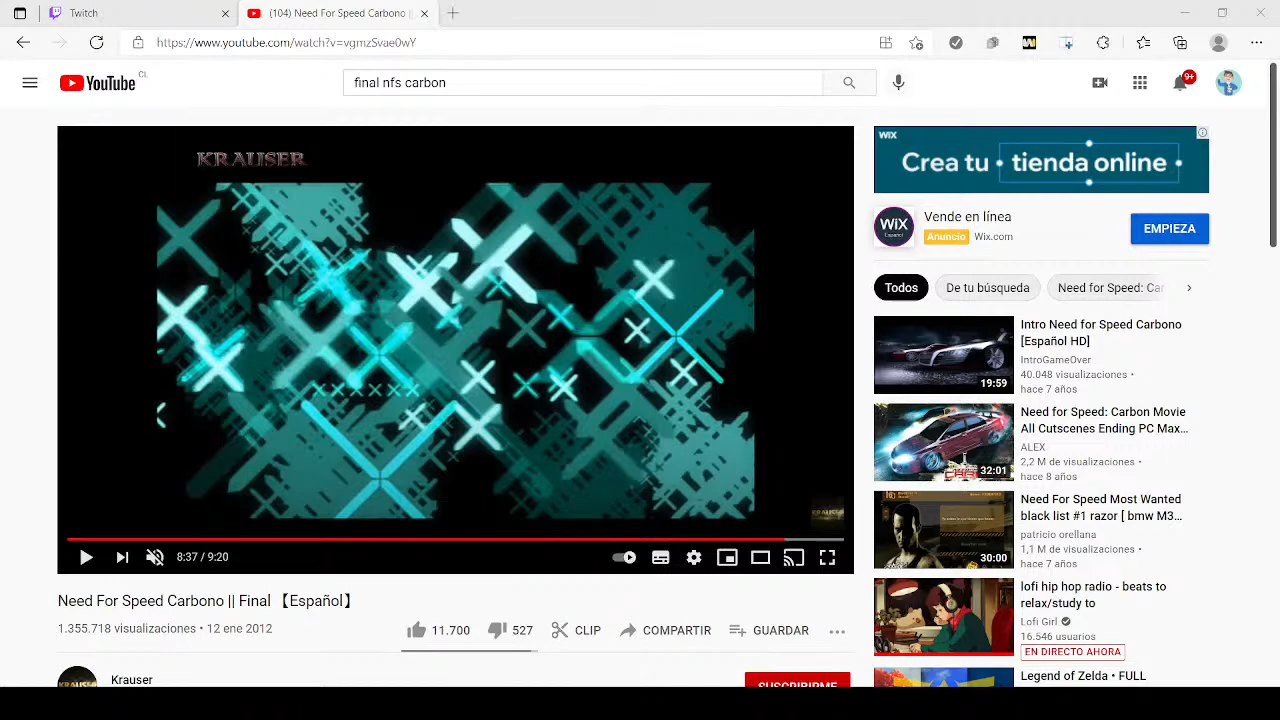 Twitch
(104) Need For Speed Carbono ||
https://www.youtube.com/watch?v=vgmzSvae0wY
YouTube CL
final nfs carbon
9+
KRAUSER
KRAUSER
8:37 / 9:20
Need For Speed Carbono || Final 【Español】
1.355.718 visualizaciones • 12 ene 2012
11.700
527
CLIP
COMPARTIR
GUARDAR
Krauser
SUSCRIBIRME
WiX
Crea tu tienda online
WiX
Español
Vende en línea
Anuncio Wix.com
EMPIEZA
Todos
De tu búsqueda
Need for Speed: Car
Intro Need for Speed Carbono
[Español HD]
IntroGameOver
40.048 visualizaciones •
hace 7 años
19:59
Need for Speed: Carbon Movie
All Cutscenes Ending PC Max...
ALEX
2,2 M de visualizaciones •
hace 8 años
32:01
Need For Speed Most Wanted
black list #1 razor [ bmw M3...
patricio orellana
1,1 M de visualizaciones •
hace 7 años
30:00
lofi hip hop radio - beats to
relax/study to
Lofi Girl
16.546 usuarios
EN DIRECTO AHORA
Legend of Zelda • FULL